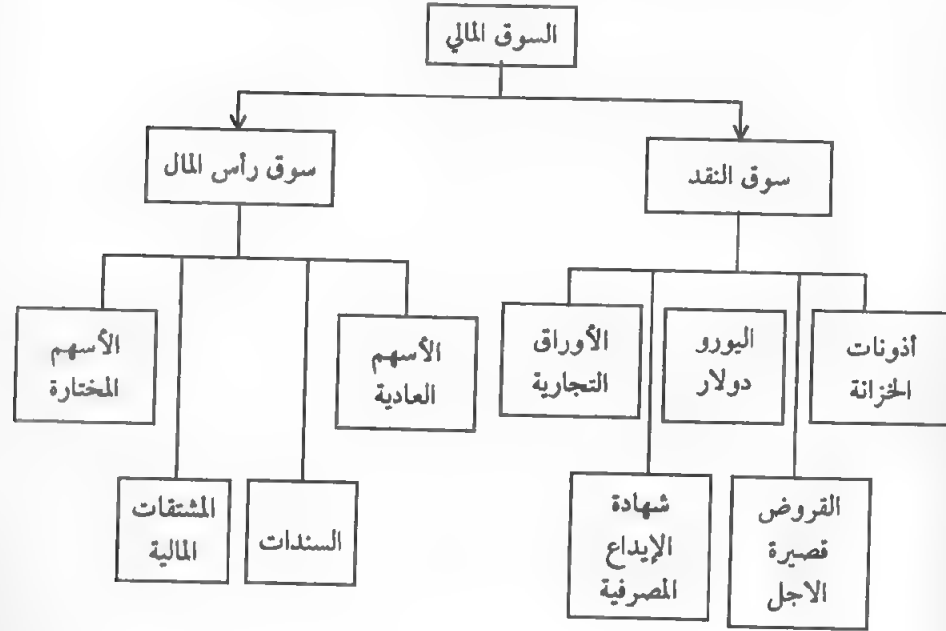 السوق المالي
سوق النقد
سوق رأس المال
أذونات
الخزانة
اليورو
دولار
الأوراق
التجارية
الأسهم
العادية
الأسهم
المختارة
القروض
قصيرة
الاجل
شهادة
الإيداع
المصرفية
السندات
المشتقات
المالية